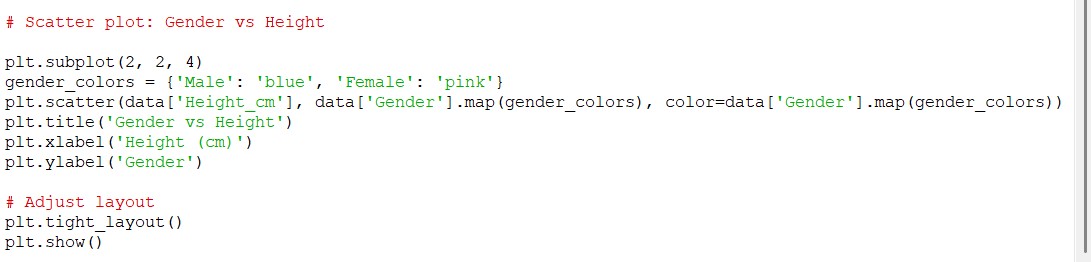 # Scatter plot: Gender vs Height
plt.subplot(2, 2, 4)
gender_colors = {'Male': 'blue', 'Female': 'pink'}
plt.scatter(data['Height_cm'], data['Gender'].map(gender_colors), color=data['Gender'].map(gender_colors))
plt.title('Gender vs Height')
plt.xlabel('Height (cm)')
plt.ylabel('Gender')
# Adjust layout
plt.tight_layout()
plt.show()